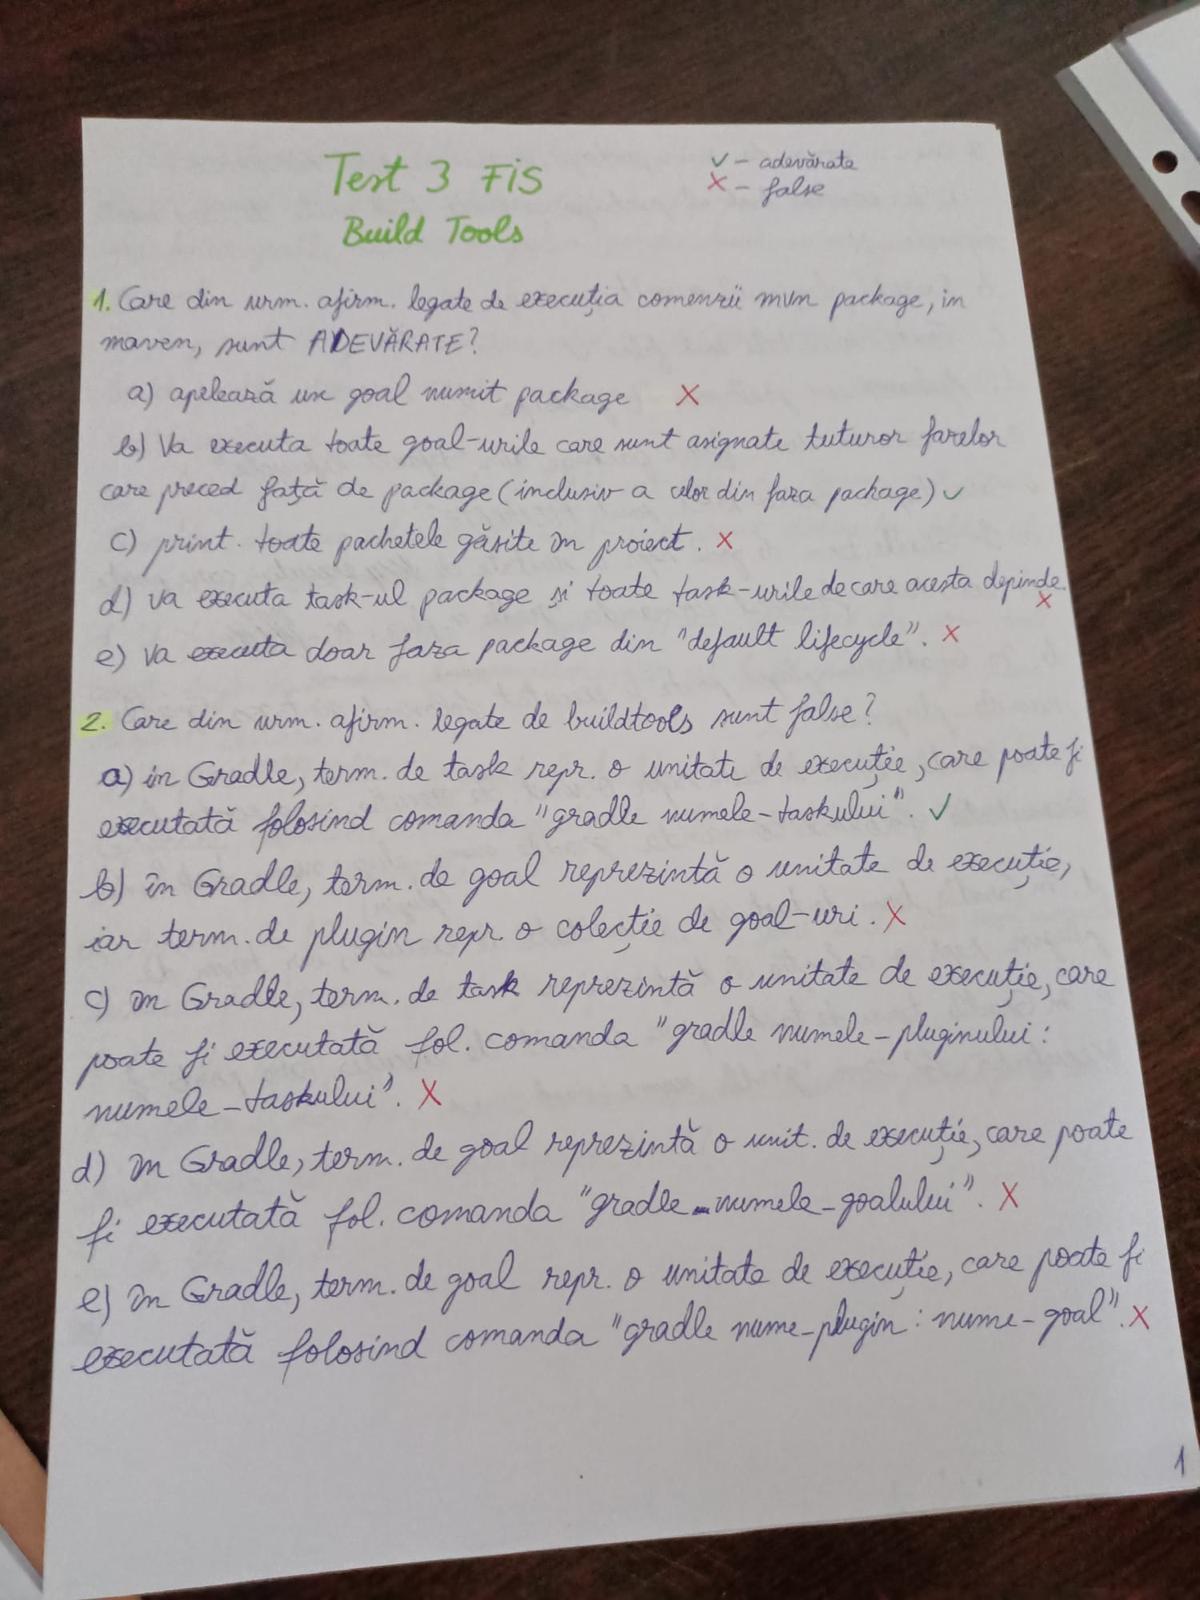 Test 3 FIS
✓ - adevărate
Build Tools
X - false
1. Care din urm. afirm. legate de execuția comenzii mvn package, in
maven, sunt ADEVĂRATE?
a) apelează un goal numit package X
b) Va executa toate goal-urile care sunt asignate tuturor fazelor
care preced față de package (inclusiv a celor din faza package) ✓
c) print. toate pachetele găsite în proiect. X
d) va executa task-ul package și toate task-urile de care acesta depinde X
e) va executa doar faza package din "default lifecycle". X
2. Care din urm. afirm. legate de buildtools sunt false?
a) in Gradle, term. de task repr. o unitate de execuție, care poate fi
executată folosind comanda "gradle numele-taskului". ✓
b) în Gradle, term. de goal reprezintă o unitate de execuție,
iar term. de plugin repr. o colecție de goal-uri. X
c) în Gradle, term. de task reprezintă o unitate de execuție, care
poate fi executată fol. comanda "gradle numele-pluginului:
numele-taskului". X
d) în Gradle, term. de goal reprezintă o unit. de execuție, care poate
fi executată fol. comanda "gradle numele-goalului". X
e) în Gradle, term. de goal repr. o unitate de execuție, care poate fi
executată folosind comanda "gradle nume-plugin: nume-goal". X
1